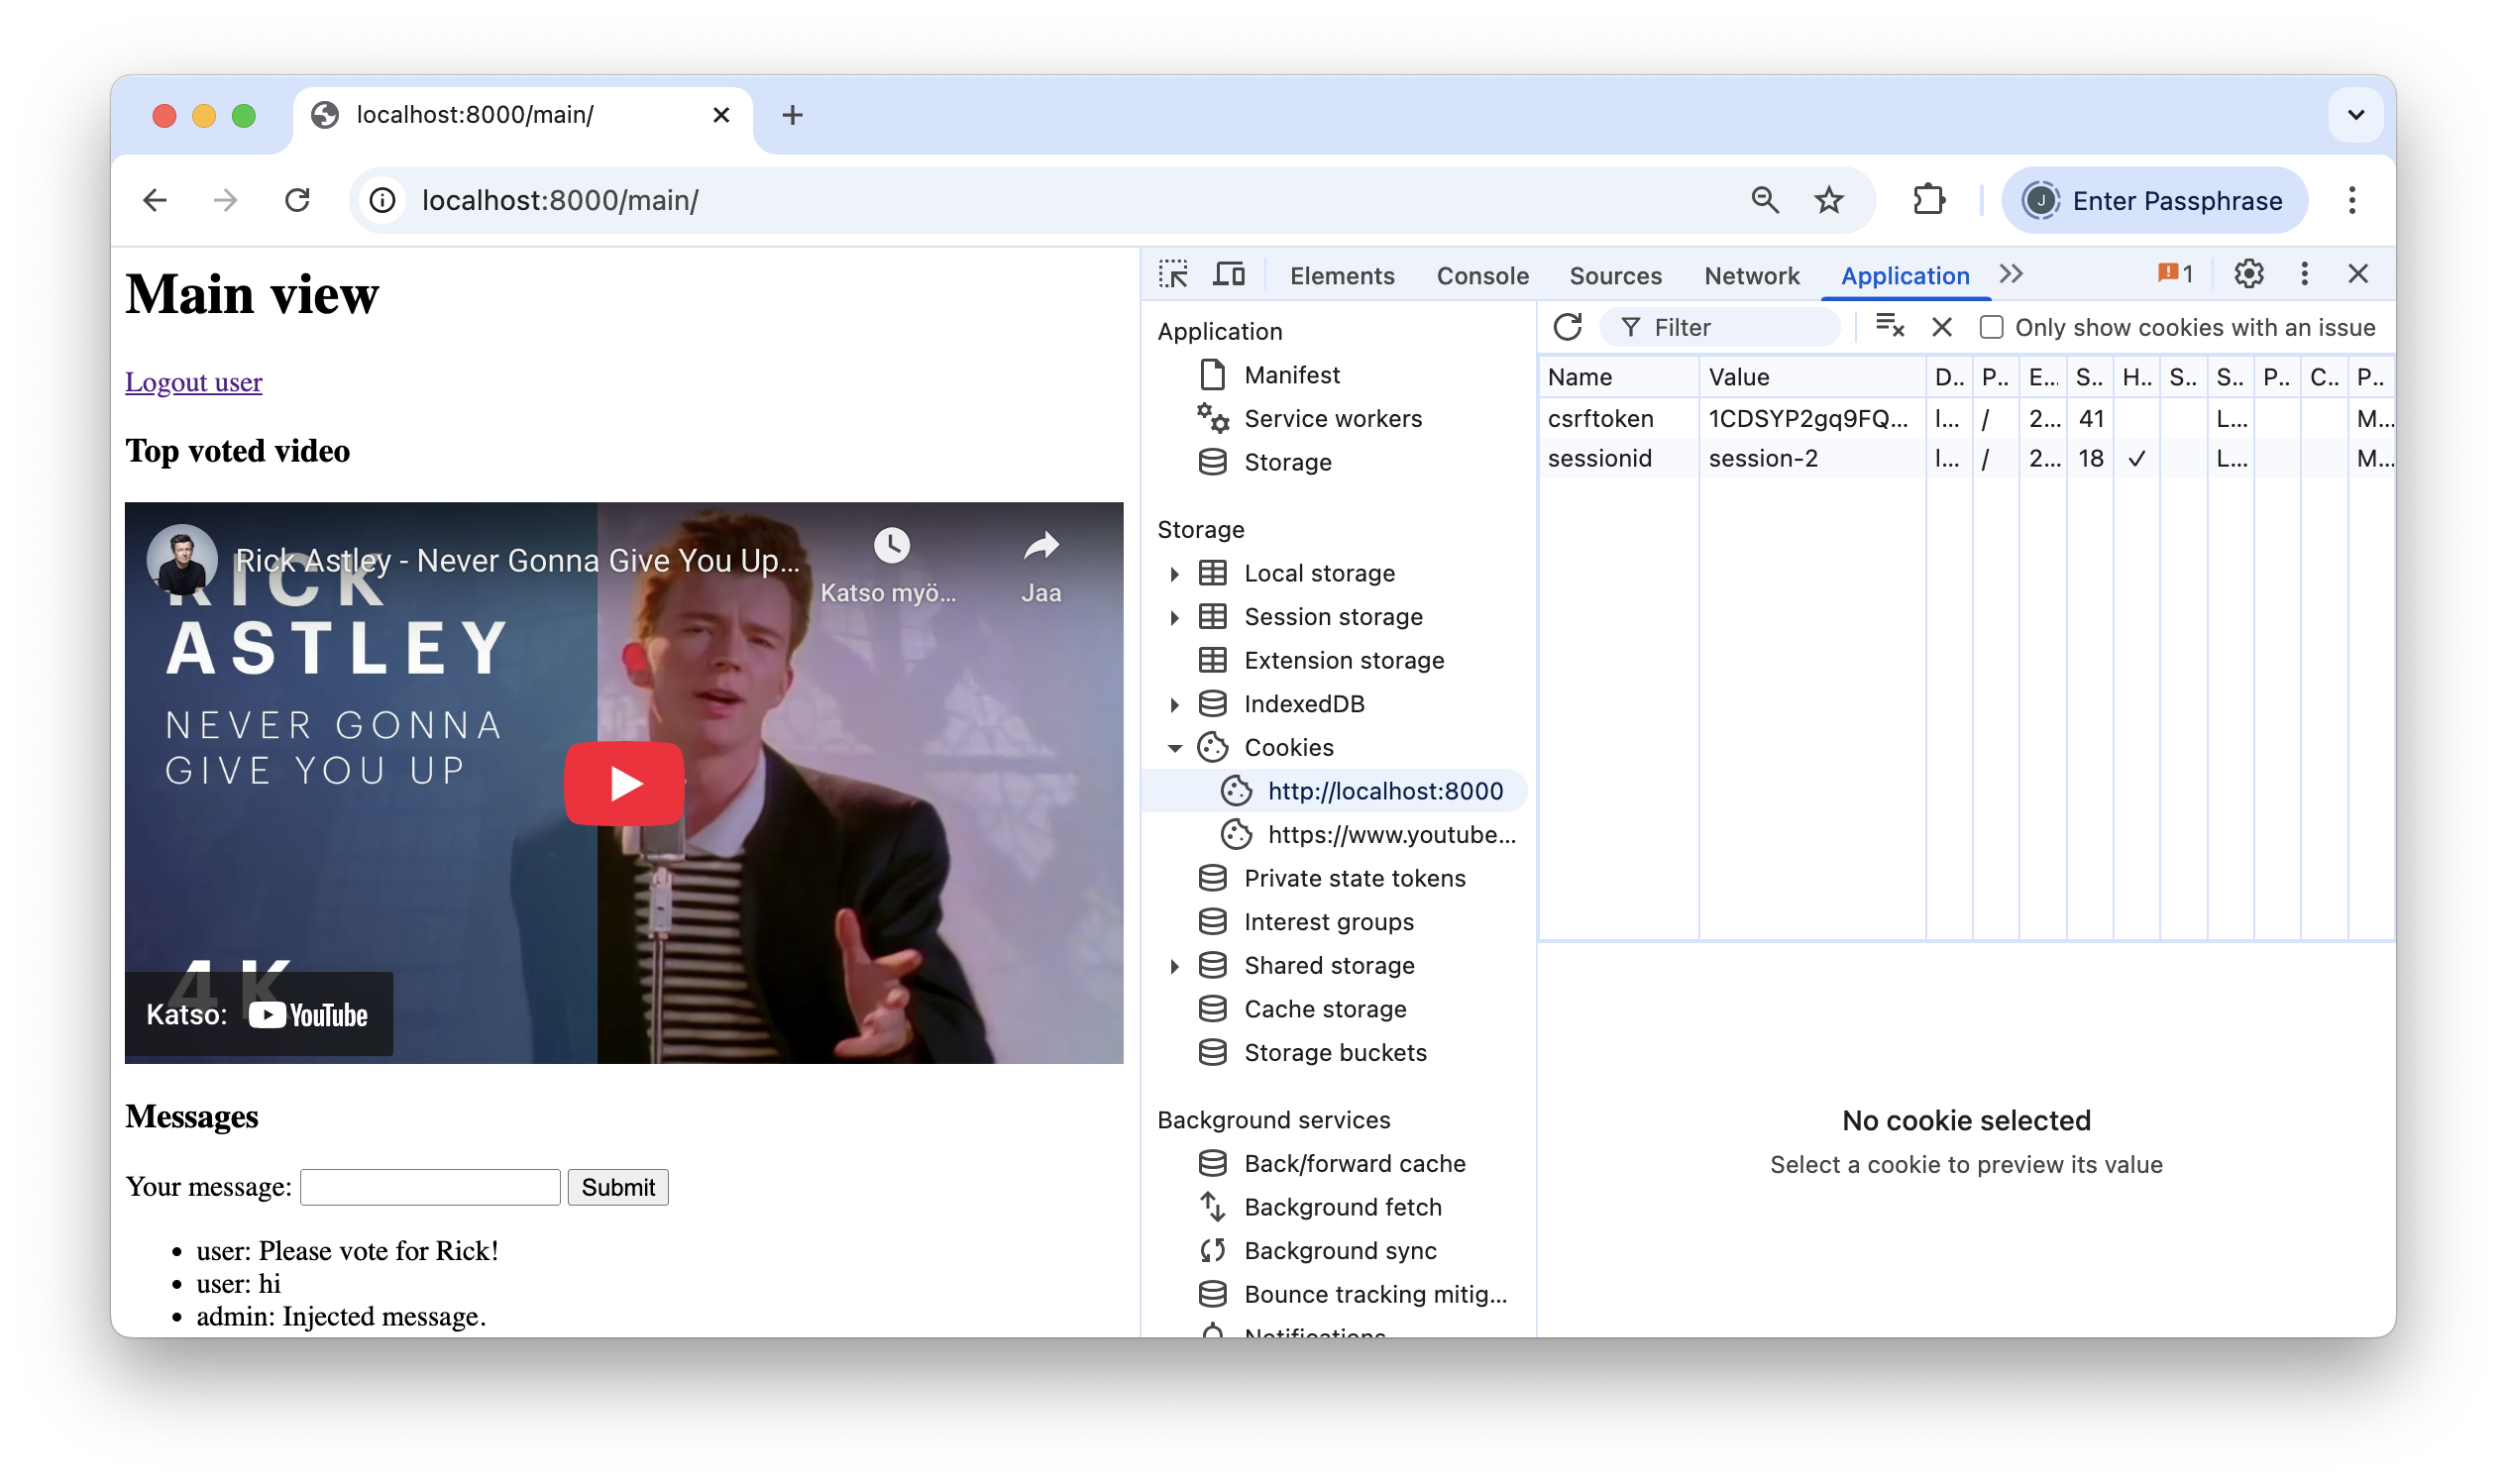 localhost:8000/main/
localhost:8000/main/
Enter Passphrase
J
Main view
Logout user
Top voted video
Rick Astley - Never Gonna Give You Up...
Katso myö...
Jaa
RICK
ASTLEY
NEVER GONNA
GIVE YOU UP
4K
Katso: YouTube
Messages
Your message: Submit
user: Please vote for Rick!
user: hi
admin: Injected message.
Elements Console Sources Network Application 1
Application
Manifest
Service workers
Storage
Storage
Local storage
Session storage
Extension storage
IndexedDB
Cookies
http://localhost:8000
https://www.youtube...
Private state tokens
Interest groups
Shared storage
Cache storage
Storage buckets
Background services
Back/forward cache
Background fetch
Background sync
Bounce tracking mitig...
Notifications
Filter Only show cookies with an issue
Name Value D.. P.. E... S.. H.. S.. S.. P.. C.. P..
csrftoken 1CDSYP2gq9FQ... l... / 2... 41 L... M...
sessionid session-2 l... / 2... 18 ✓ L... M...
No cookie selected
Select a cookie to preview its value